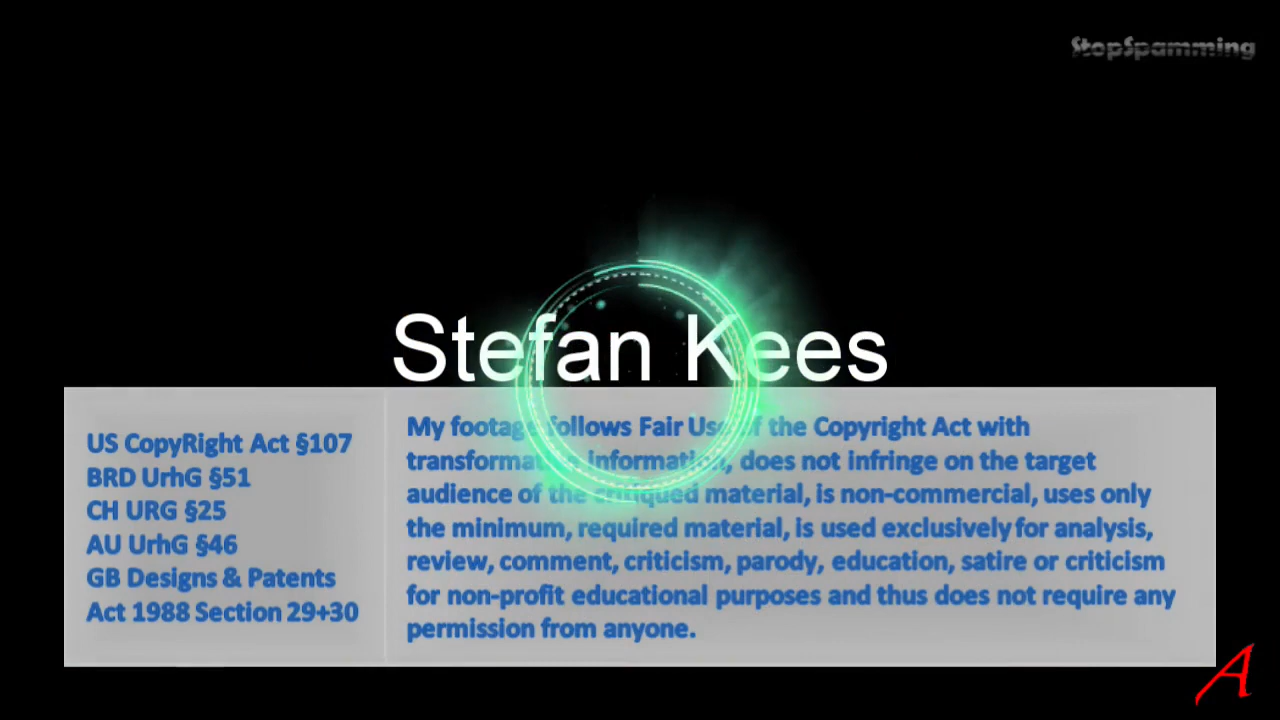 StopSpamming
Stefan Kees
US CopyRight Act §107
BRD UrhG §51
CH URG §25
AU UrhG §46
GB Designs & Patents
Act 1988 Section 29+30
My footage follows Fair Use of the Copyright Act with
transformative information, does not infringe on the target
audience of the critiqued material, is non-commercial, uses only
the minimum, required material, is used exclusively for analysis,
review, comment, criticism, parody, education, satire or criticism
for non-profit educational purposes and thus does not require any
permission from anyone.
A